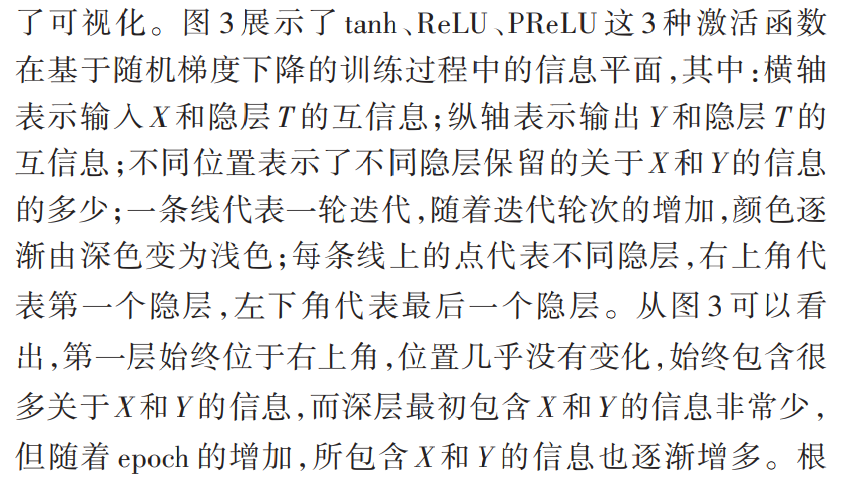 了可视化。图3展示了tanh、ReLU、PReLU这3种激活函数
在基于随机梯度下降的训练过程中的信息平面,其中:横轴
表示输入X和隐层T的互信息;纵轴表示输出Y和隐层T的
互信息;不同位置表示了不同隐层保留的关于X和Y的信息
的多少;一条线代表一轮迭代,随着迭代轮次的增加,颜色逐
渐由深色变为浅色;每条线上的点代表不同隐层,右上角代
表第一个隐层,左下角代表最后一个隐层。从图3可以看
出,第一层始终位于右上角,位置几乎没有变化,始终包含很
多关于X和Y的信息,而深层最初包含X和Y的信息非常少,
但随着epoch的增加,所包含X和Y的信息也逐渐增多。根